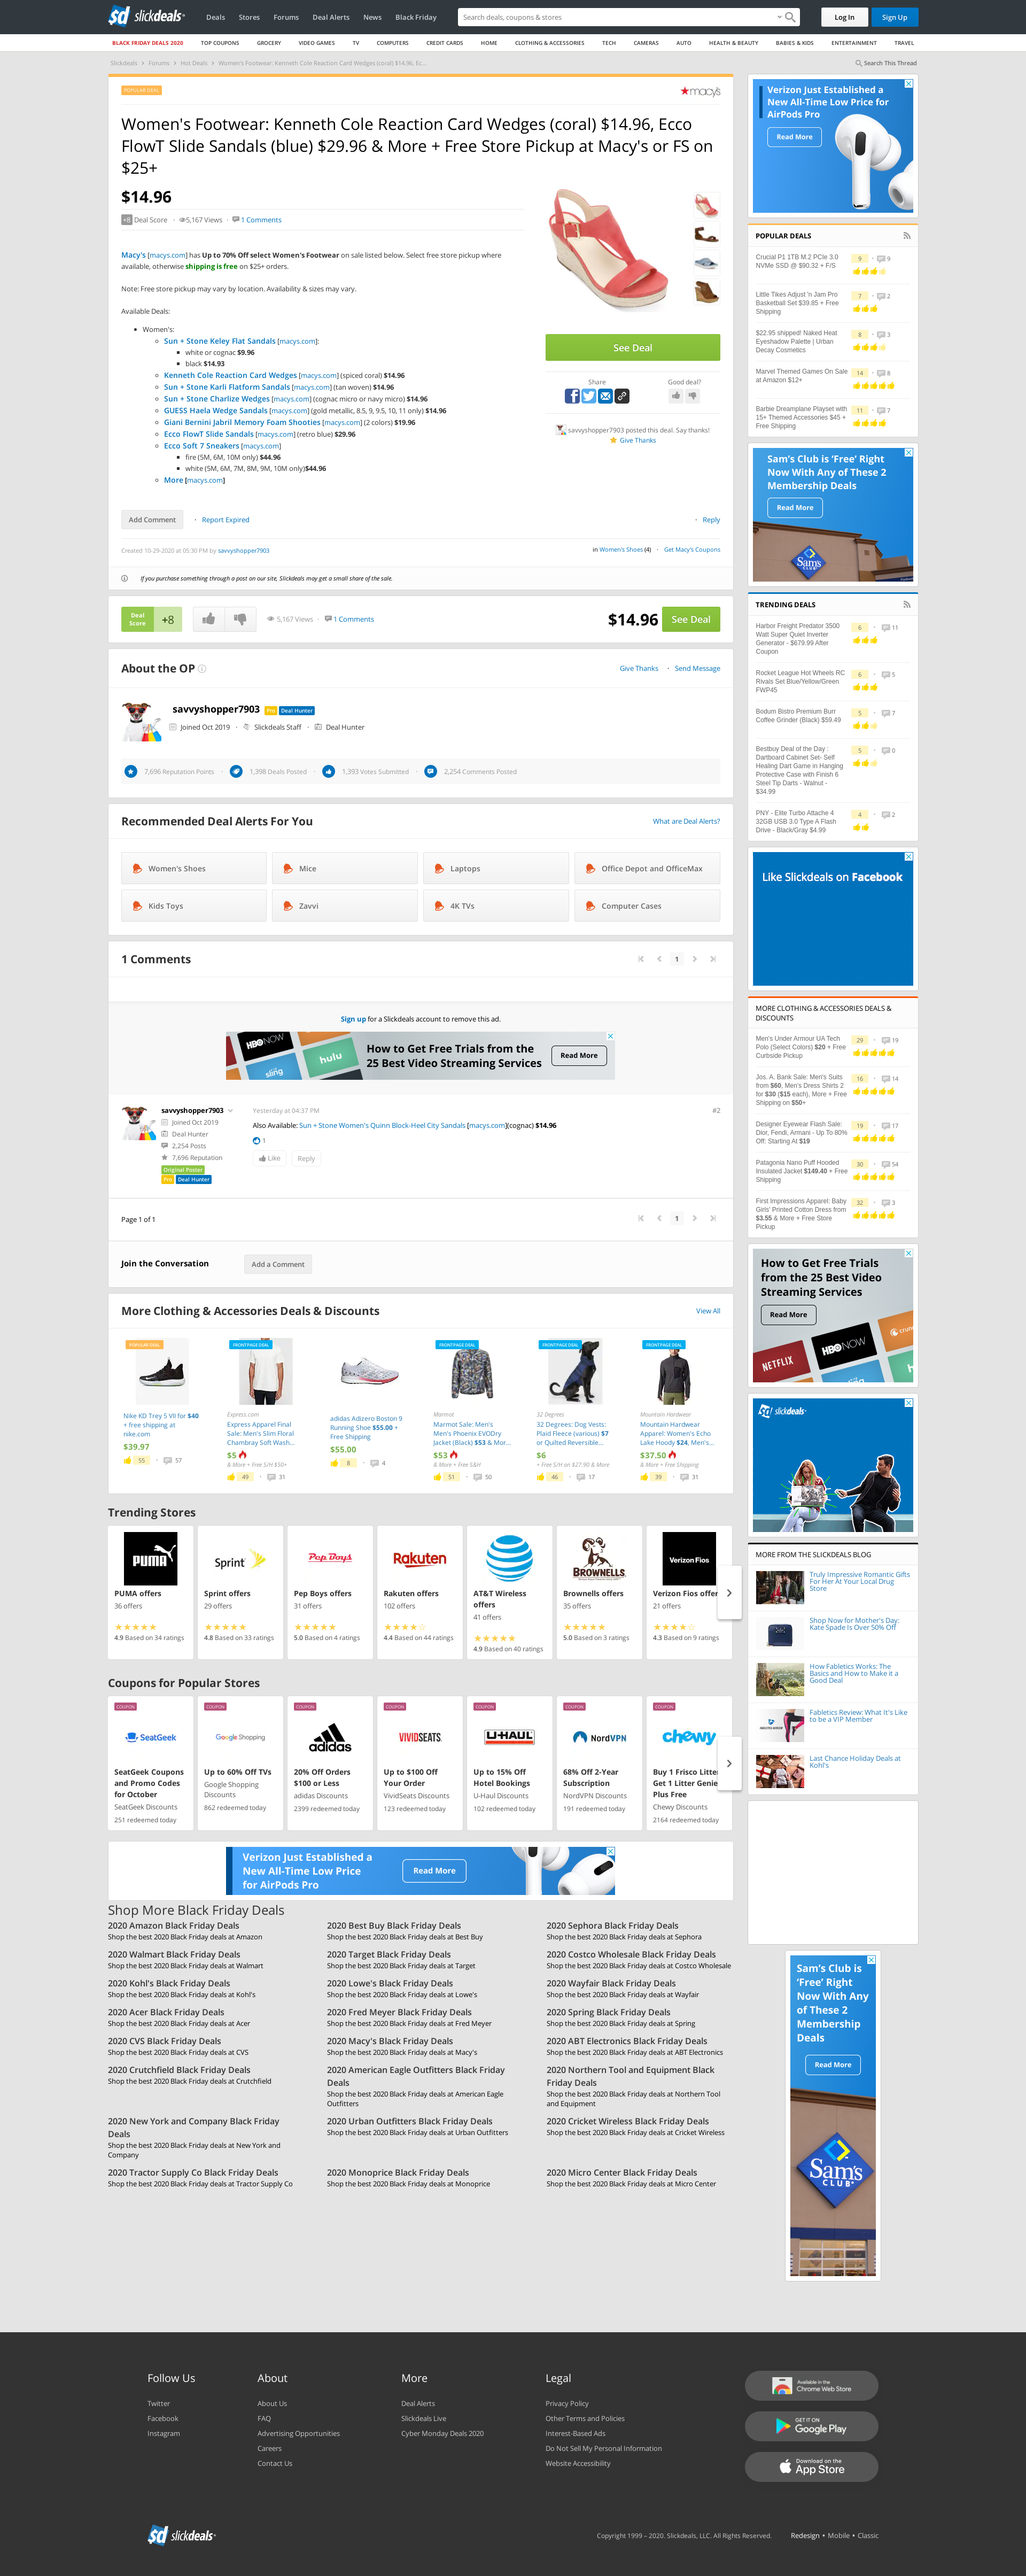 slickdeals
Deals
Stores
Forums
Deal Alerts
News
Black Friday
Search deals, coupons & stores
Log In
Sign Up
BLACK FRIDAY DEALS 2020
TOP COUPONS
GROCERY
VIDEO GAMES
TV
COMPUTERS
CREDIT CARDS
HOME
CLOTHING & ACCESSORIES
TECH
CAMERAS
AUTO
HEALTH & BEAUTY
BABIES & KIDS
ENTERTAINMENT
TRAVEL
Slickdeals > Forums > Hot Deals > Women's Footwear: Kenneth Cole Reaction Card Wedges (coral) $14.96, Ec...
Search This Thread
POPULAR DEAL
macy's
Women's Footwear: Kenneth Cole Reaction Card Wedges (coral) $14.96, Ecco
FlowT Slide Sandals (blue) $29.96 & More + Free Store Pickup at Macy's or FS on
$25+
$14.96
+8 Deal Score · 5,167 Views · 1 Comments
Macy's [macys.com] has Up to 70% Off select Women's Footwear on sale listed below. Select free store pickup where
available, otherwise shipping is free on $25+ orders.
Note: Free store pickup may vary by location. Availability & sizes may vary.
Available Deals:
Women's:
Sun + Stone Keley Flat Sandals [macys.com]:
white or cognac $9.96
black $14.93
Kenneth Cole Reaction Card Wedges [macys.com] (spiced coral) $14.96
Sun + Stone Karli Flatform Sandals [macys.com] (tan woven) $14.96
Sun + Stone Charlize Wedges [macys.com] (cognac micro or navy micro) $14.96
GUESS Haela Wedge Sandals [macys.com] (gold metallic, 8.5, 9, 9.5, 10, 11 only) $14.96
Giani Bernini Jabril Memory Foam Shooties [macys.com] (2 colors) $19.96
Ecco FlowT Slide Sandals [macys.com] (retro blue) $29.96
Ecco Soft 7 Sneakers [macys.com]
fire (5M, 6M, 10M only) $44.96
white (5M, 6M, 7M, 8M, 9M, 10M only)$44.96
More [macys.com]
See Deal
Share
Good deal?
savvyshopper7903 posted this deal. Say thanks!
Give Thanks
Add Comment · Report Expired
· Reply
Created 10-29-2020 at 05:30 PM by savvyshopper7903
in Women's Shoes (4) · Get Macy's Coupons
If you purchase something through a post on our site, Slickdeals may get a small share of the sale.
Deal Score +8
5,167 Views · 1 Comments
$14.96 See Deal
About the OP
Give Thanks · Send Message
savvyshopper7903 Pro Deal Hunter
Joined Oct 2019 · Slickdeals Staff · Deal Hunter
7,696 Reputation Points · 1,398 Deals Posted · 1,393 Votes Submitted · 2,254 Comments Posted
Recommended Deal Alerts For You
What are Deal Alerts?
Women's Shoes
Mice
Laptops
Office Depot and OfficeMax
Kids Toys
Zavvi
4K TVs
Computer Cases
1 Comments
1
Sign up for a Slickdeals account to remove this ad.
HBO NOW
hulu
sling
How to Get Free Trials from the
25 Best Video Streaming Services
Read More
savvyshopper7903
Joined Oct 2019
Deal Hunter
2,254 Posts
7,696 Reputation
Original Poster
Pro Deal Hunter
Yesterday at 04:37 PM
#2
Also Available: Sun + Stone Women's Quinn Block-Heel City Sandals [macys.com](cognac) $14.96
1
Like
Reply
Page 1 of 1
1
Join the Conversation
Add a Comment
More Clothing & Accessories Deals & Discounts
View All
POPULAR DEAL
Nike KD Trey 5 VII for $40
+ free shipping at
nike.com
$39.97
55 · 57
FRONTPAGE DEAL
Express.com
Express Apparel Final
Sale: Men's Slim Floral
Chambray Soft Wash...
$5
& More + Free S/H $50+
49 · 31
adidas Adizero Boston 9
Running Shoe $55.00 +
Free Shipping
$55.00
8 · 4
FRONTPAGE DEAL
Marmot
Marmot Sale: Men's
Men's Phoenix EVODry
Jacket (Black) $53 & Mor...
$53
& More + Free S&H
51 · 50
FRONTPAGE DEAL
32 Degrees
32 Degrees: Dog Vests:
Plaid Fleece (various) $7
or Quilted Reversible...
$6
+ Free S/H on $27.90 & More
46 · 17
FRONTPAGE DEAL
Mountain Hardwear
Mountain Hardwear
Apparel: Women's Echo
Lake Hoody $24, Men's...
$37.50
& More + Free Shipping
39 · 31
Trending Stores
PUMA
PUMA offers
36 offers
4.9 Based on 34 ratings
Sprint
Sprint offers
29 offers
4.8 Based on 33 ratings
Pep Boys
Pep Boys offers
31 offers
5.0 Based on 4 ratings
Rakuten
Rakuten offers
102 offers
4.4 Based on 44 ratings
AT&T Wireless
offers
41 offers
4.9 Based on 40 ratings
BROWNELLS
Brownells offers
35 offers
5.0 Based on 3 ratings
Verizon Fios
Verizon Fios offer
21 offers
4.3 Based on 9 ratings
Coupons for Popular Stores
COUPON
SeatGeek
SeatGeek Coupons
and Promo Codes
for October
SeatGeek Discounts
251 redeemed today
COUPON
Google Shopping
Up to 60% Off TVs
Google Shopping
Discounts
862 redeemed today
COUPON
adidas
20% Off Orders
$100 or Less
adidas Discounts
2399 redeemed today
COUPON
VIVIDSEATS
Up to $100 Off
Your Order
VividSeats Discounts
123 redeemed today
COUPON
U-HAUL
Up to 15% Off
Hotel Bookings
U-Haul Discounts
102 redeemed today
COUPON
NordVPN
68% Off 2-Year
Subscription
NordVPN Discounts
191 redeemed today
COUPON
chewy
Buy 1 Frisco Litter
Get 1 Litter Genie
Plus Free
Chewy Discounts
2164 redeemed today
Verizon Just Established a
New All-Time Low Price
for AirPods Pro
Read More
Shop More Black Friday Deals
2020 Amazon Black Friday Deals
Shop the best 2020 Black Friday deals at Amazon
2020 Best Buy Black Friday Deals
Shop the best 2020 Black Friday deals at Best Buy
2020 Sephora Black Friday Deals
Shop the best 2020 Black Friday deals at Sephora
2020 Walmart Black Friday Deals
Shop the best 2020 Black Friday deals at Walmart
2020 Target Black Friday Deals
Shop the best 2020 Black Friday deals at Target
2020 Costco Wholesale Black Friday Deals
Shop the best 2020 Black Friday deals at Costco Wholesale
2020 Kohl's Black Friday Deals
Shop the best 2020 Black Friday deals at Kohl's
2020 Lowe's Black Friday Deals
Shop the best 2020 Black Friday deals at Lowe's
2020 Wayfair Black Friday Deals
Shop the best 2020 Black Friday deals at Wayfair
2020 Acer Black Friday Deals
Shop the best 2020 Black Friday deals at Acer
2020 Fred Meyer Black Friday Deals
Shop the best 2020 Black Friday deals at Fred Meyer
2020 Spring Black Friday Deals
Shop the best 2020 Black Friday deals at Spring
2020 CVS Black Friday Deals
Shop the best 2020 Black Friday deals at CVS
2020 Macy's Black Friday Deals
Shop the best 2020 Black Friday deals at Macy's
2020 ABT Electronics Black Friday Deals
Shop the best 2020 Black Friday deals at ABT Electronics
2020 Crutchfield Black Friday Deals
Shop the best 2020 Black Friday deals at Crutchfield
2020 American Eagle Outfitters Black Friday
Deals
Shop the best 2020 Black Friday deals at American Eagle
Outfitters
2020 Northern Tool and Equipment Black
Friday Deals
Shop the best 2020 Black Friday deals at Northern Tool
and Equipment
2020 New York and Company Black Friday
Deals
Shop the best 2020 Black Friday deals at New York and
Company
2020 Urban Outfitters Black Friday Deals
Shop the best 2020 Black Friday deals at Urban Outfitters
2020 Cricket Wireless Black Friday Deals
Shop the best 2020 Black Friday deals at Cricket Wireless
2020 Tractor Supply Co Black Friday Deals
Shop the best 2020 Black Friday deals at Tractor Supply Co
2020 Monoprice Black Friday Deals
Shop the best 2020 Black Friday deals at Monoprice
2020 Micro Center Black Friday Deals
Shop the best 2020 Black Friday deals at Micro Center
Verizon Just Established a
New All-Time Low Price for
AirPods Pro
Read More
POPULAR DEALS
Crucial P1 1TB M.2 PCIe 3.0
NVMe SSD @ $90.32 + F/S
9 · 9
Little Tikes Adjust 'n Jam Pro
Basketball Set $39.85 + Free
Shipping
7 · 2
$22.95 shipped! Naked Heat
Eyeshadow Palette | Urban
Decay Cosmetics
8 · 3
Marvel Themed Games On Sale
at Amazon $12+
14 · 8
Barbie Dreamplane Playset with
15+ Themed Accessories $45 +
Free Shipping
11 · 7
Sam's Club is 'Free' Right
Now With Any of These 2
Membership Deals
Read More
Sam's
CLUB
TRENDING DEALS
Harbor Freight Predator 3500
Watt Super Quiet Inverter
Generator - $679.99 After
Coupon
6 · 11
Rocket League Hot Wheels RC
Rivals Set Blue/Yellow/Green
FWP45
6 · 5
Bodum Bistro Premium Burr
Coffee Grinder (Black) $59.49
5 · 7
Bestbuy Deal of the Day :
Dartboard Cabinet Set- Self
Healing Dart Game in Hanging
Protective Case with Finish 6
Steel Tip Darts - Walnut -
$34.99
5 · 0
PNY - Elite Turbo Attache 4
32GB USB 3.0 Type A Flash
Drive - Black/Gray $4.99
4 · 2
Like Slickdeals on Facebook
MORE CLOTHING & ACCESSORIES DEALS &
DISCOUNTS
Men's Under Armour UA Tech
Polo (Select Colors) $20 + Free
Curbside Pickup
29 · 19
Jos. A. Bank Sale: Men's Suits
from $60, Men's Dress Shirts 2
for $30 ($15 each), More + Free
Shipping on $50+
16 · 14
Designer Eyewear Flash Sale:
Dior, Fendi, Armani - Up To 80%
Off: Starting At $19
19 · 17
Patagonia Nano Puff Hooded
Insulated Jacket $149.40 + Free
Shipping
30 · 54
First Impressions Apparel: Baby
Girls' Printed Cotton Dress from
$3.55 & More + Free Store
Pickup
32 · 3
How to Get Free Trials
from the 25 Best Video
Streaming Services
Read More
NETFLIX
HBO NOW
slickdeals
MORE FROM THE SLICKDEALS BLOG
Truly Impressive Romantic Gifts
For Her At Your Local Drug
Store
Shop Now for Mother's Day:
Kate Spade Is Over 50% Off
How Fabletics Works: The
Basics and How to Make it a
Good Deal
Fabletics Review: What It's Like
to be a VIP Member
Last Chance Holiday Deals at
Kohl's
Sam's Club is
'Free' Right
Now With Any
of These 2
Membership
Deals
Read More
Sam's
CLUB
Follow Us
Twitter
Facebook
Instagram
About
About Us
FAQ
Advertising Opportunities
Careers
Contact Us
More
Deal Alerts
Slickdeals Live
Cyber Monday Deals 2020
Legal
Privacy Policy
Other Terms and Policies
Interest-Based Ads
Do Not Sell My Personal Information
Website Accessibility
Available in the
Chrome Web Store
GET IT ON
Google Play
Download on the
App Store
slickdeals
Copyright 1999 – 2020. Slickdeals, LLC. All Rights Reserved.
Redesign • Mobile • Classic